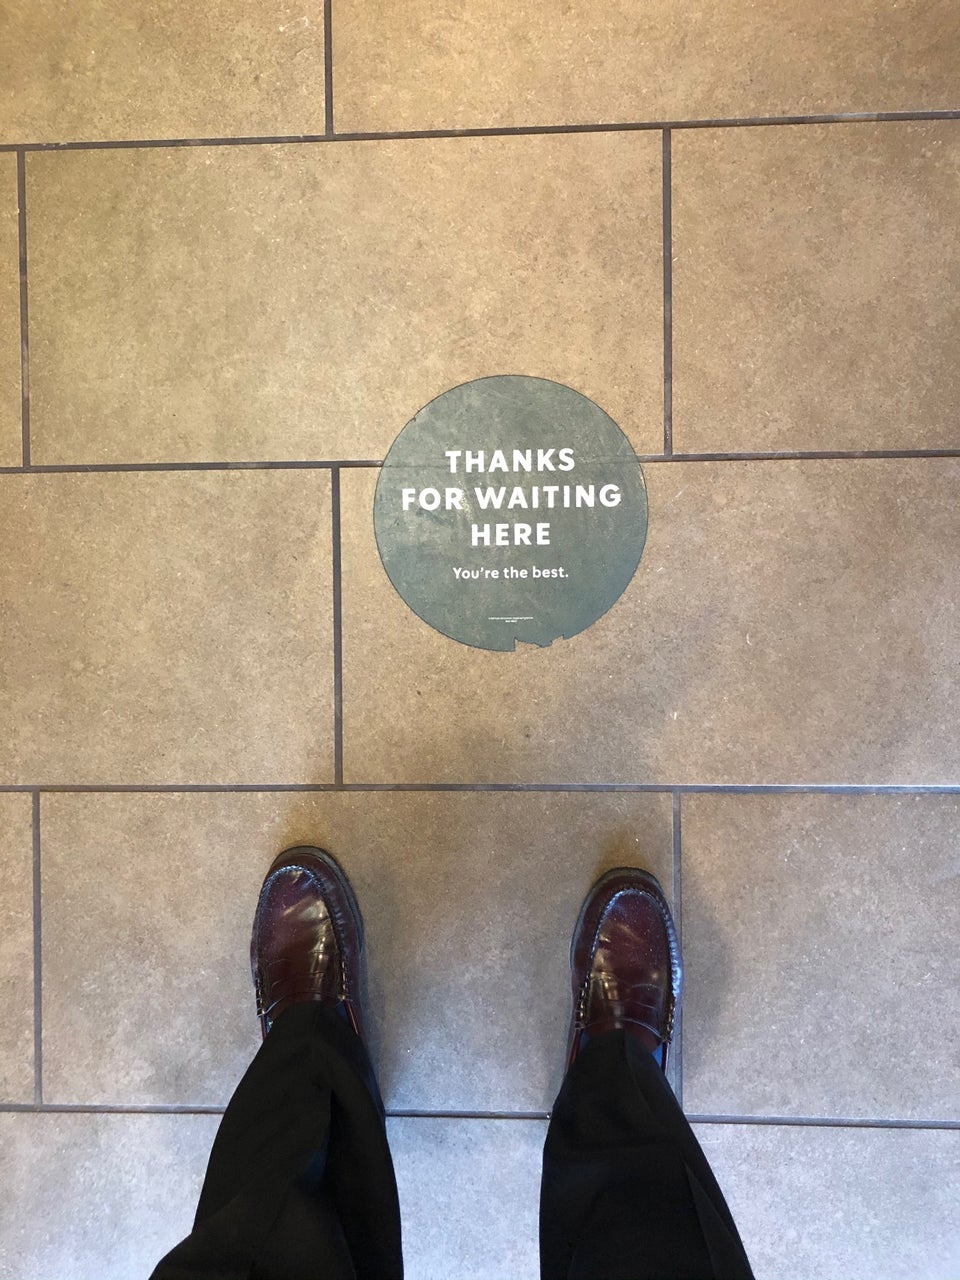 THANKS
FOR WAITING
HERE
You're the best.